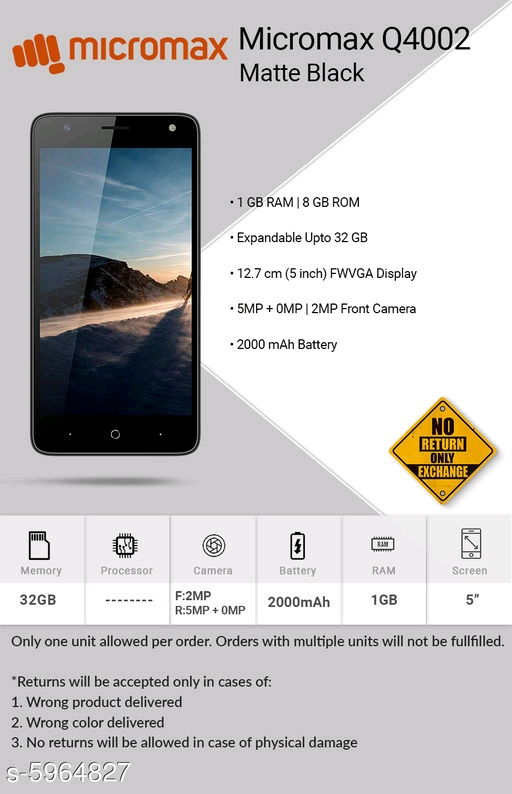 micromax
Micromax Q4002
Matte Black
• 1 GB RAM | 8 GB ROM
• Expandable Upto 32 GB
• 12.7 cm (5 inch) FWVGA Display
• 5MP + 0MP | 2MP Front Camera
• 2000 mAh Battery
NO
RETURN
ONLY
EXCHANGE
RAM
Memory Processor Camera Battery RAM Screen
32GB -------- F:2MP R:5MP + 0MP 2000mAh 1GB 5”
Only one unit allowed per order. Orders with multiple units will not be fullfilled.
*Returns will be accepted only in cases of:
1. Wrong product delivered
2. Wrong color delivered
3. No returns will be allowed in case of physical damage
s-5964827